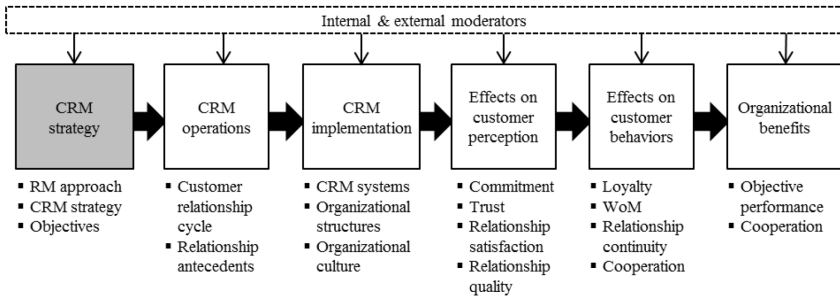 Internal & external moderators
CRM
strategy
CRM
operations
CRM
implementation
Effects on
customer
perception
Effects on
customer
behaviors
Organizational
benefits
▪ RM approach
▪ CRM strategy
▪ Objectives
▪ Customer
relationship
cycle
▪ Relationship
antecedents
▪ CRM systems
▪ Organizational
structures
▪ Organizational
culture
▪ Commitment
▪ Trust
▪ Relationship
satisfaction
▪ Relationship
quality
▪ Loyalty
▪ WoM
▪ Relationship
continuity
▪ Cooperation
▪ Objective
performance
▪ Cooperation